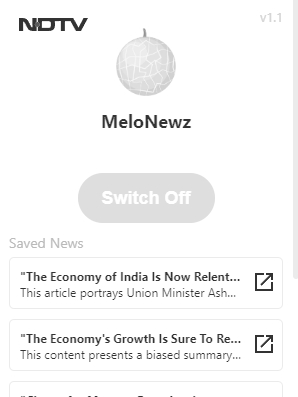 NDTV
v1.1
MeloNewz
Switch Off
Saved News
"The Economy of India Is Now Relent...
This article portrays Union Minister Ash...
"The Economy's Growth Is Sure To Re...
This content presents a biased summary...